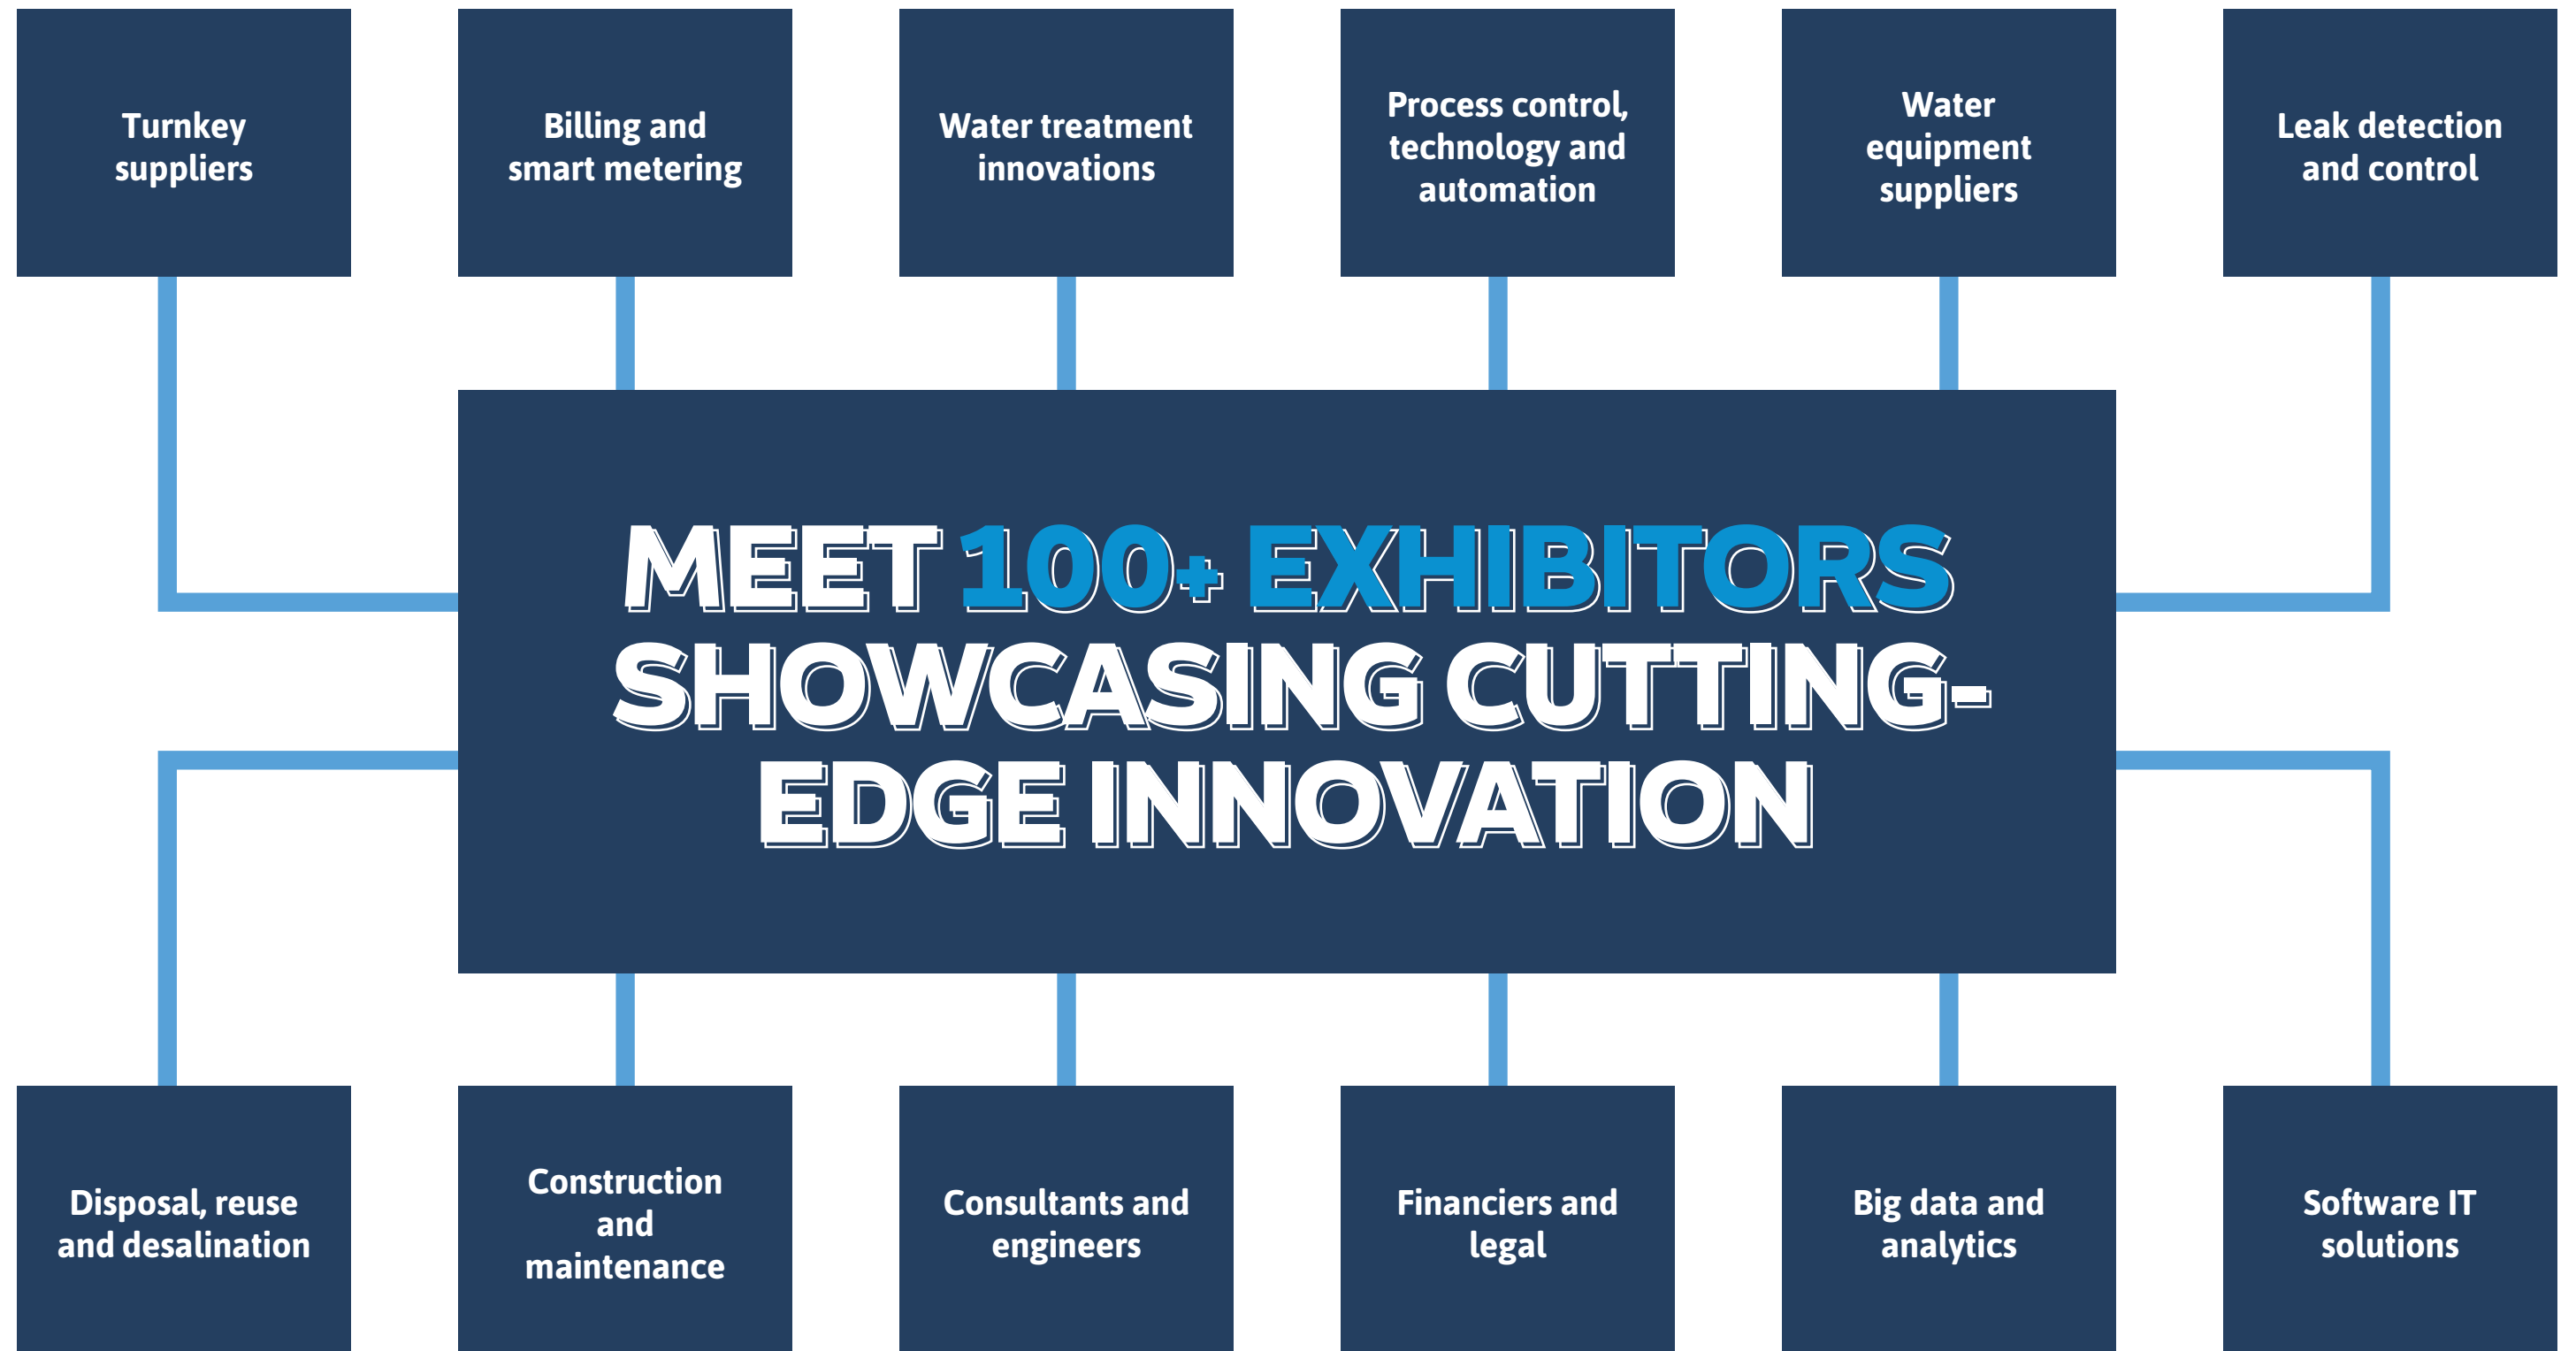 Turnkey
suppliers
Billing and
smart metering
Water treatment
innovations
Process control,
technology and
automation
Water
equipment
suppliers
Leak detection
and control
MEET 100+ EXHIBITORS
SHOWCASING CUTTING-
EDGE INNOVATION
Disposal, reuse
and desalination
Construction
and
maintenance
Consultants and
engineers
Financiers and
legal
Big data and
analytics
Software IT
solutions